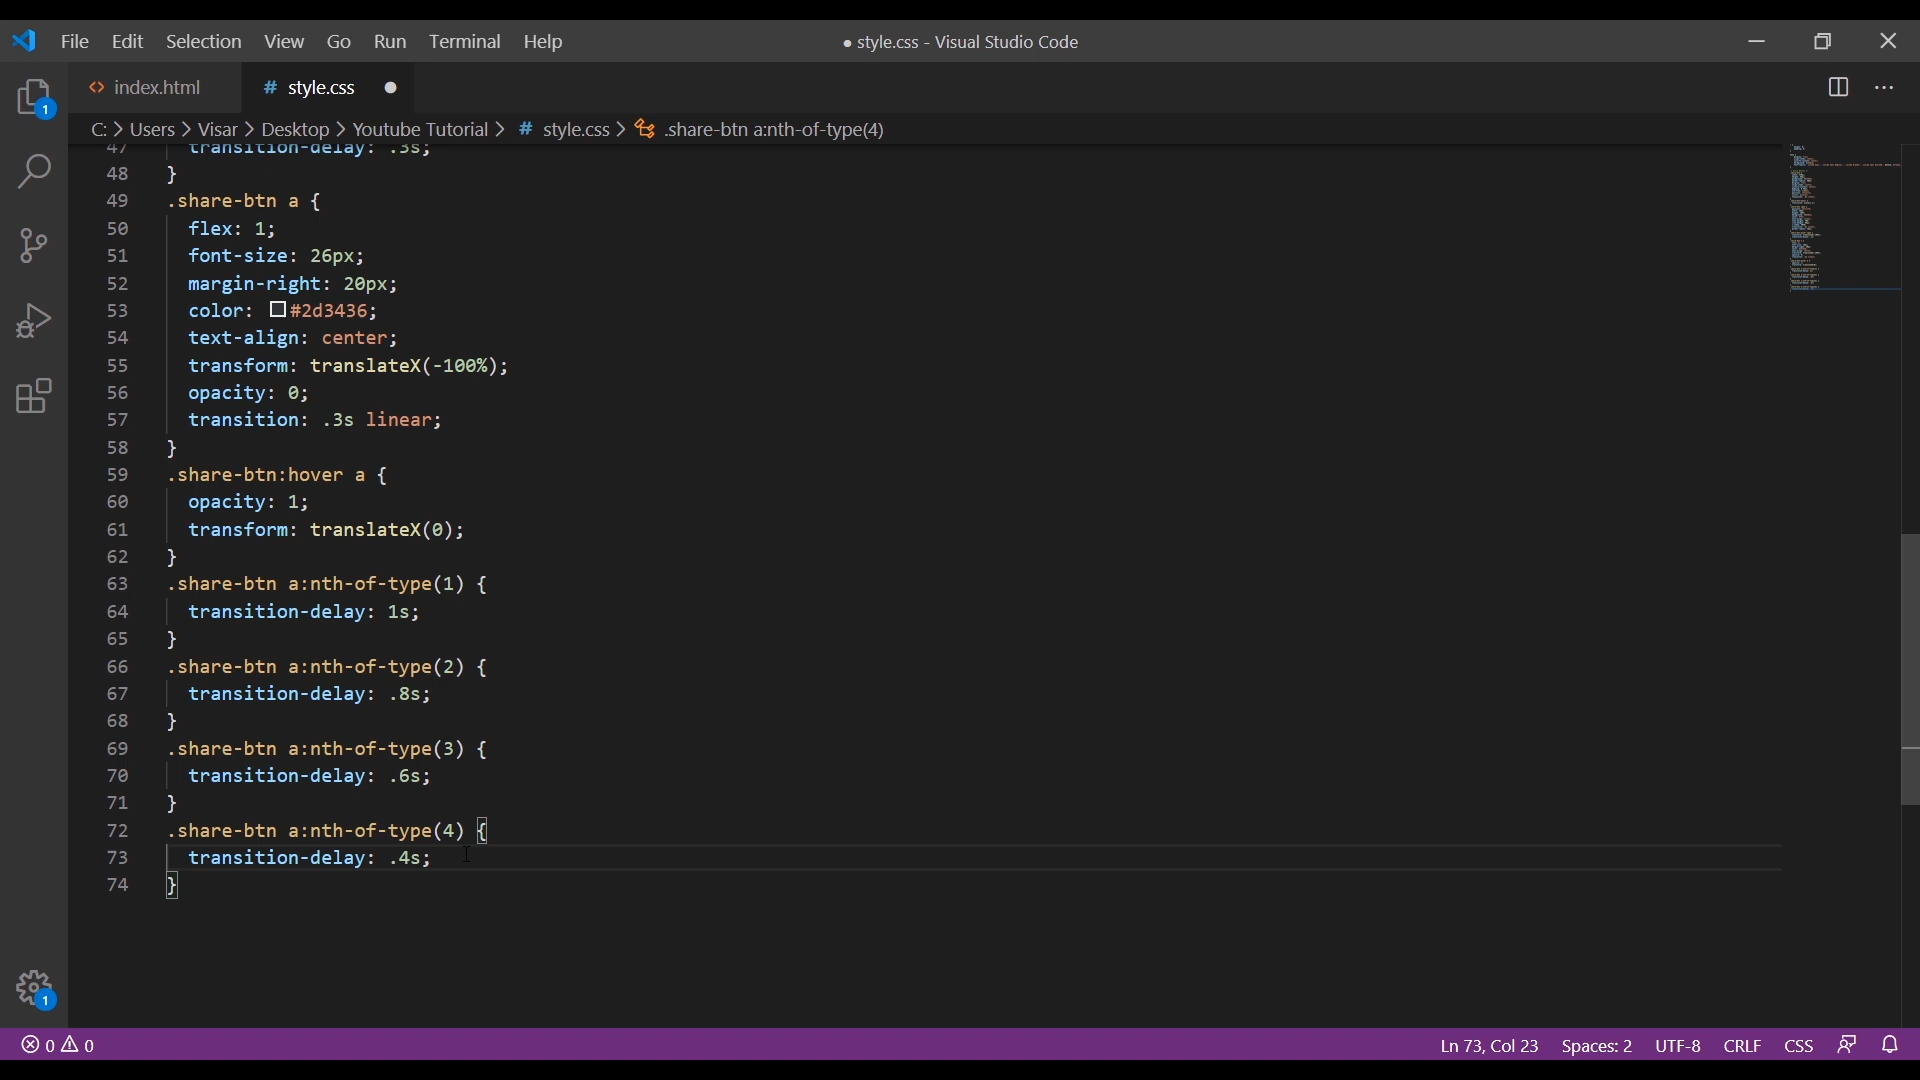 File Edit Selection View Go Run Terminal Help ● style.css - Visual Studio Code
<> index.html # style.css ●
C: > Users > Visar > Desktop > Youtube Tutorial > # style.css > .share-btn a:nth-of-type(4)
47 transition-delay: .3s;
48 }
49 .share-btn a {
50 flex: 1;
51 font-size: 26px;
52 margin-right: 20px;
53 color: #2d3436;
54 text-align: center;
55 transform: translateX(-100%);
56 opacity: 0;
57 transition: .3s linear;
58 }
59 .share-btn:hover a {
60 opacity: 1;
61 transform: translateX(0);
62 }
63 .share-btn a:nth-of-type(1) {
64 transition-delay: 1s;
65 }
66 .share-btn a:nth-of-type(2) {
67 transition-delay: .8s;
68 }
69 .share-btn a:nth-of-type(3) {
70 transition-delay: .6s;
71 }
72 .share-btn a:nth-of-type(4) {
73 transition-delay: .4s;
74 }
1
1
0 0 Ln 73, Col 23 Spaces: 2 UTF-8 CRLF CSS